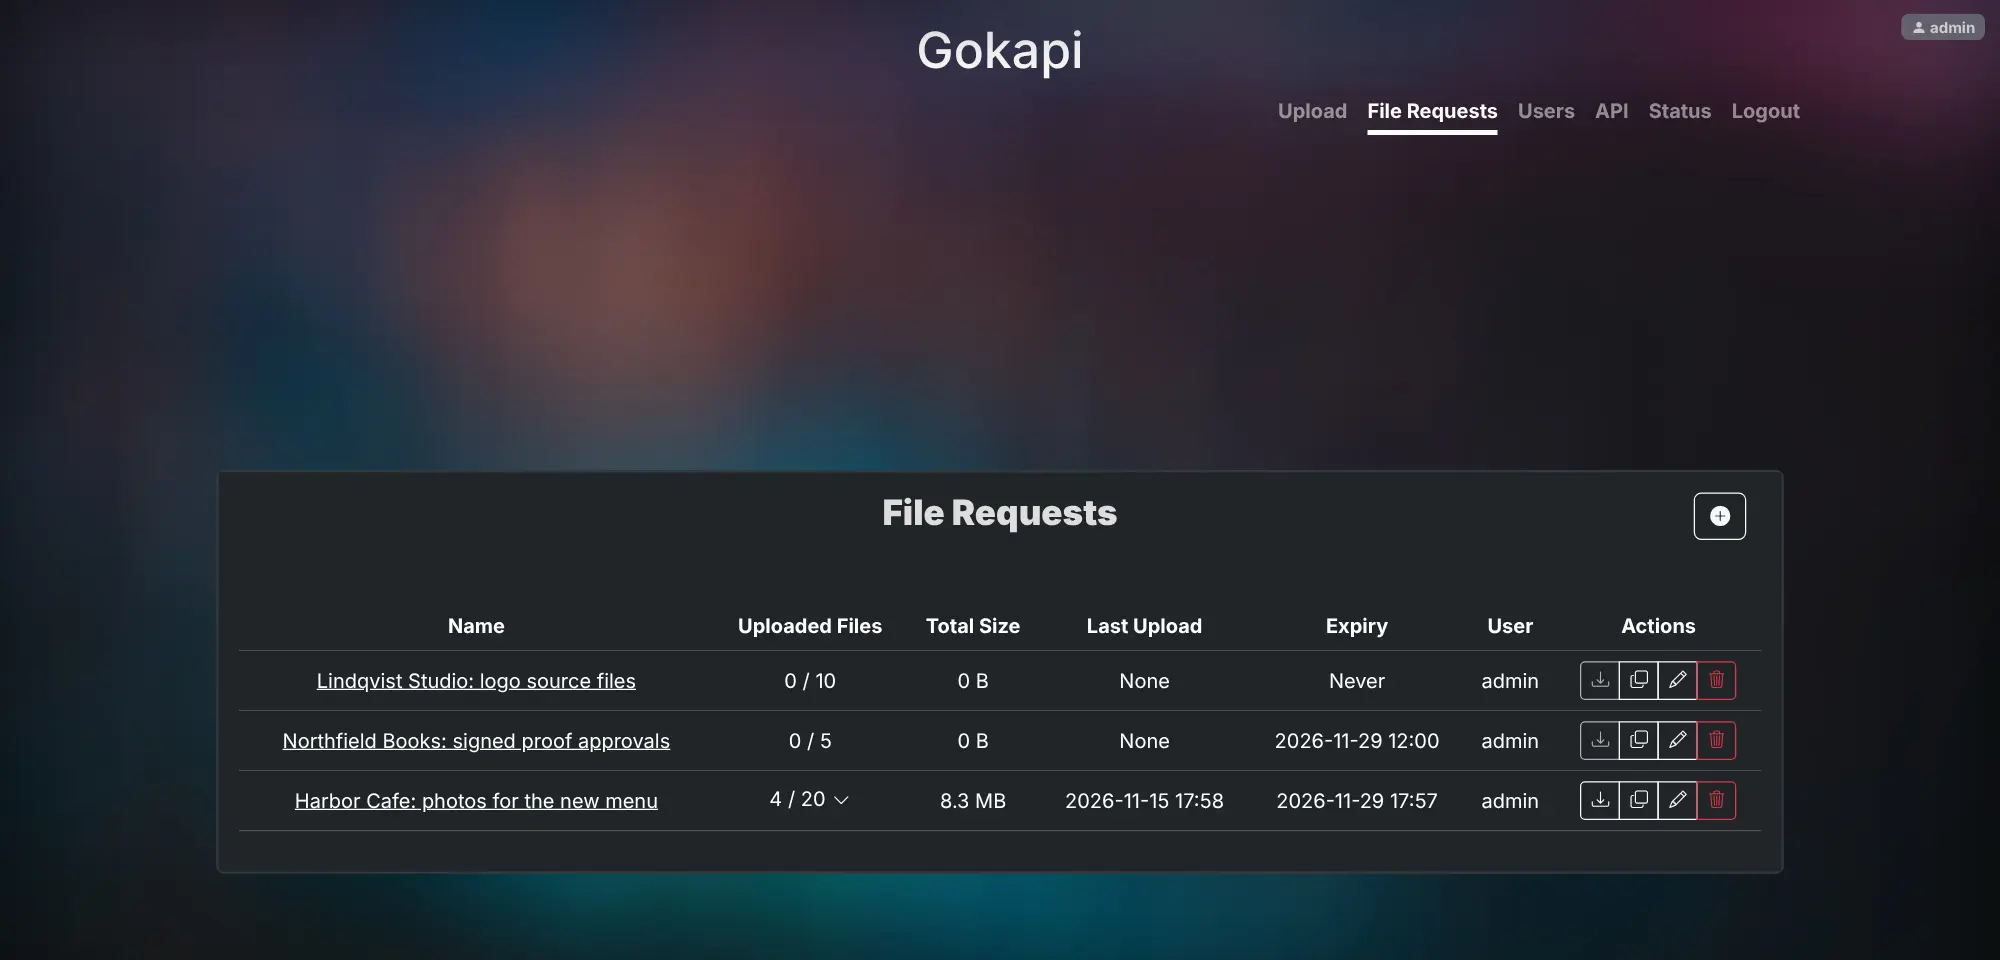 Gokapi
admin
Upload File Requests Users API Status Logout
File Requests
Name Uploaded Files Total Size Last Upload Expiry User Actions
Lindqvist Studio: logo source files 0 / 10 0 B None Never admin
Northfield Books: signed proof approvals 0 / 5 0 B None 2026-11-29 12:00 admin
Harbor Cafe: photos for the new menu 4 / 20 8.3 MB 2026-11-15 17:58 2026-11-29 17:57 admin